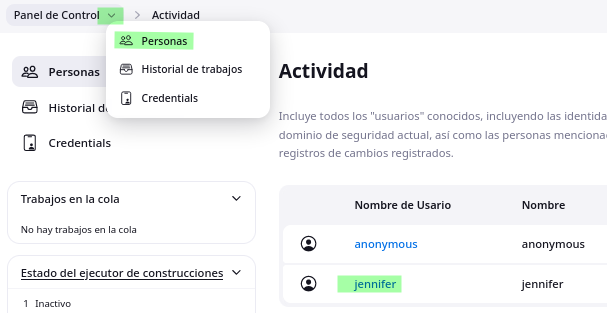 Panel de Control
Actividad
Personas
Historial de trabajos
Credentials
Personas
Historial d
Credentials
Trabajos en la cola
No hay trabajos en la cola
Estado del ejecutor de construcciones
1 Inactivo
Actividad
Incluye todos los "usuarios" conocidos, incluyendo las identida
dominio de seguridad actual, así como las personas menciona
registros de cambios registrados.
Nombre de Usario Nombre
anonymous anonymous
jennifer jennifer